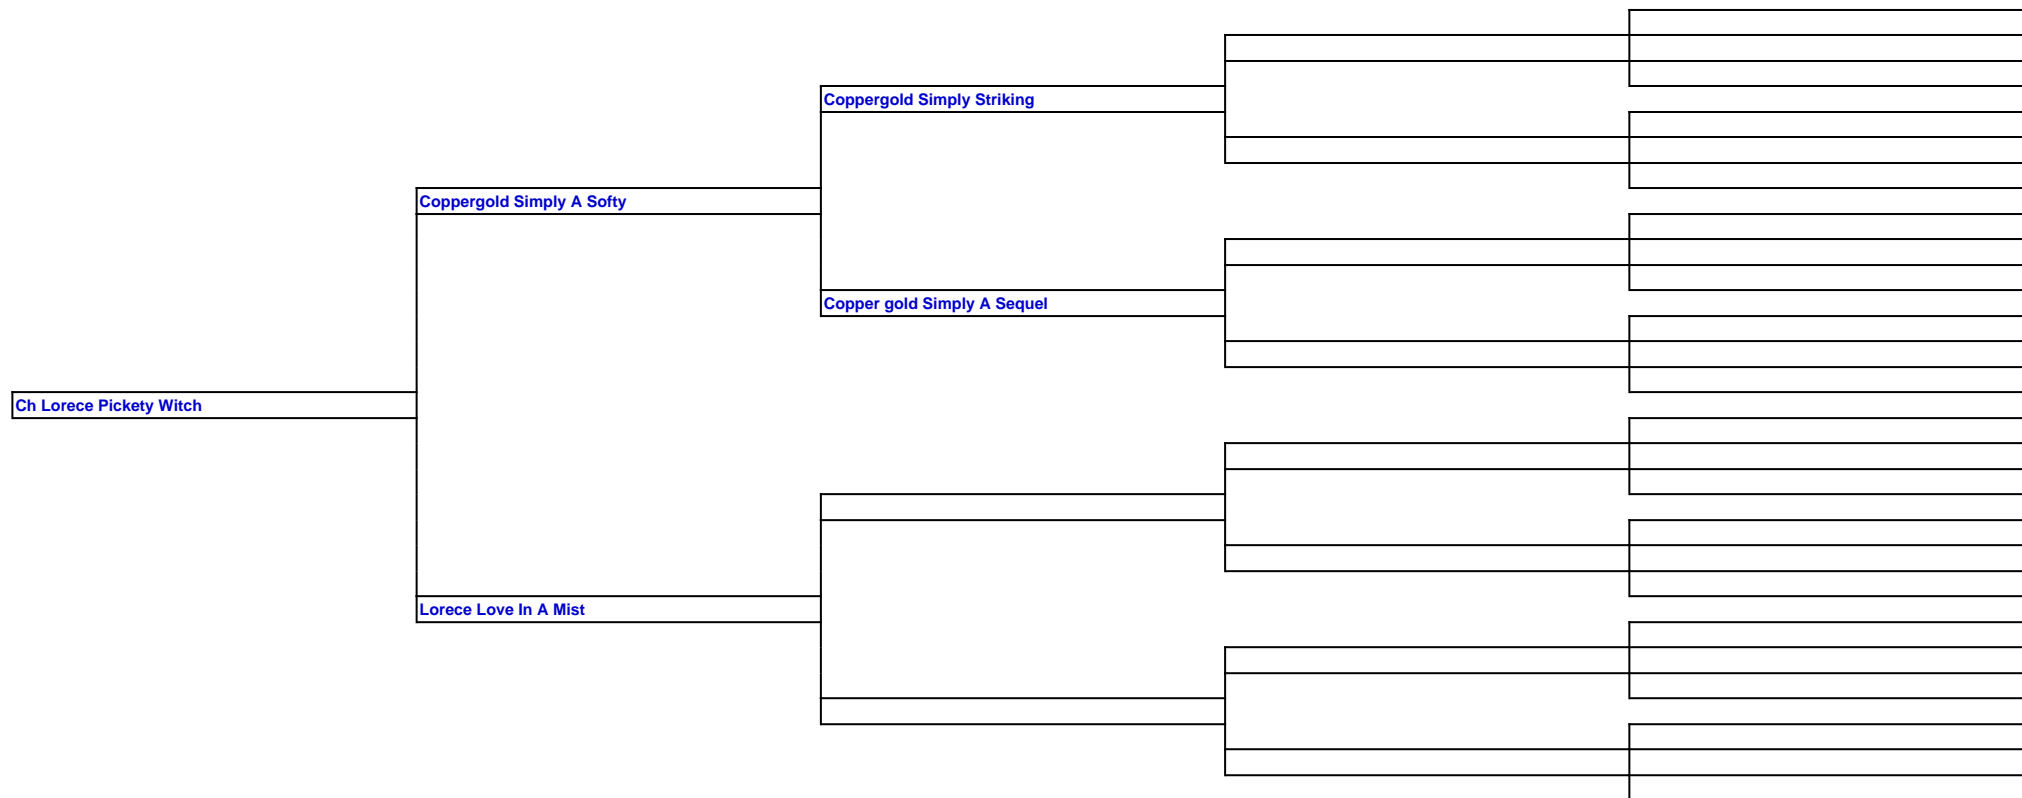 Coppergold Simply Striking
Coppergold Simply A Softy
Copper gold Simply A Sequel
Ch Lorece Pickety Witch
Lorece Love In A Mist